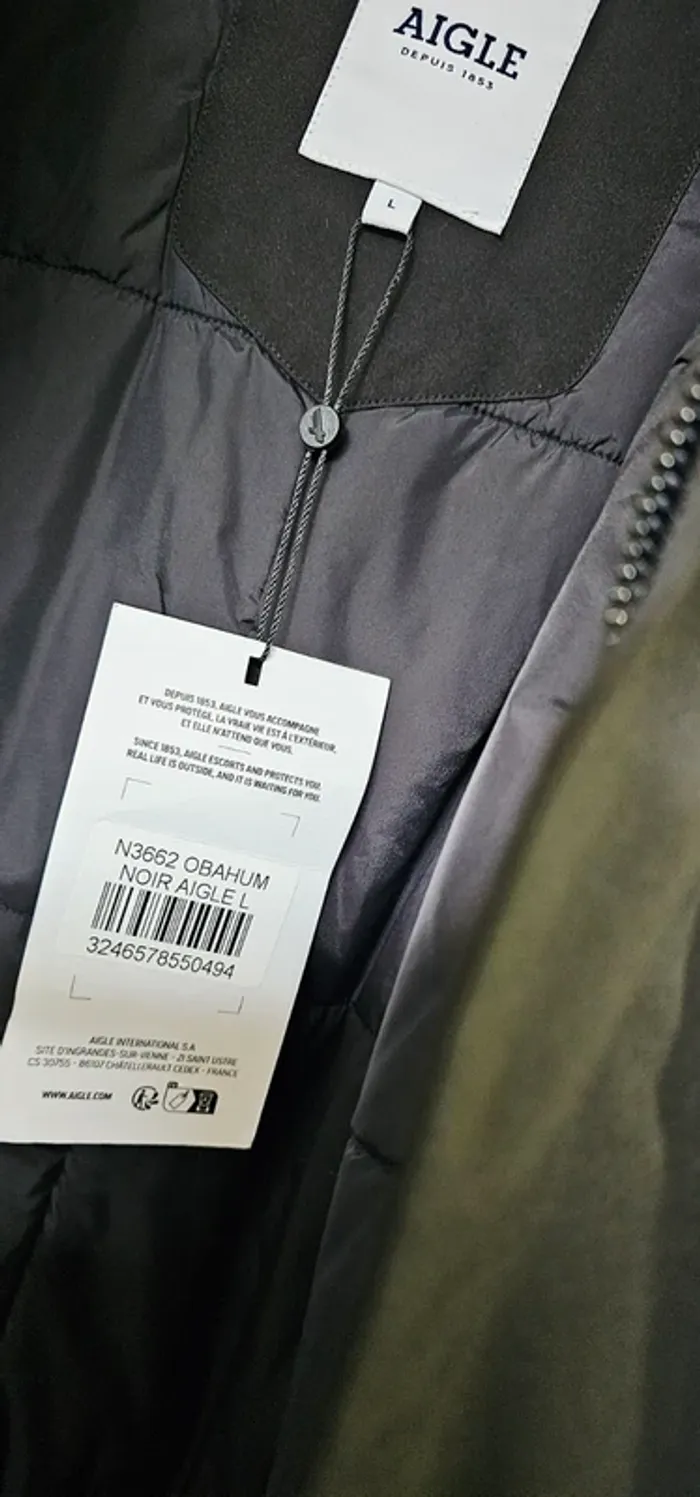 AIGLE
DEPUIS 1853
L
DEPUIS 1853, AIGLE VOUS ACCOMPAGNE
ET VOUS PROTÈGE. LA VRAIE VIE EST À L'EXTÉRIEUR,
ET ELLE N'ATTEND QUE VOUS.
SINCE 1853, AIGLE ESCORTS AND PROTECTS YOU.
REAL LIFE IS OUTSIDE, AND IT IS WAITING FOR YOU.
N3662 OBAHUM
NOIR AIGLE L
3246578550494
AIGLE INTERNATIONAL S.A
SITE D'INGRANDES-SUR-VIENNE - ZI SAINT USTRE
CS 30755 - 86107 CHÂTELLERAULT CEDEX - FRANCE
WWW.AIGLE.COM